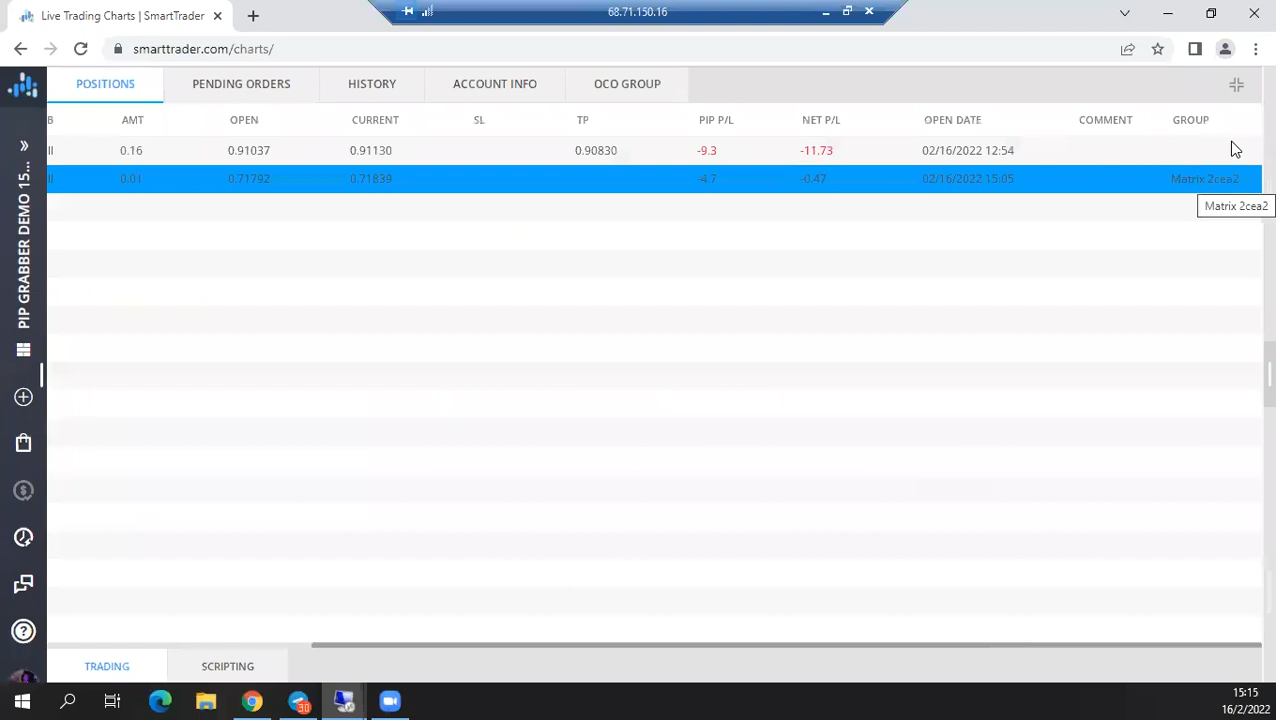 Live Trading Charts | SmartTrader
68.71.150.16
smarttrader.com/charts/
POSITIONS PENDING ORDERS HISTORY ACCOUNT INFO OCO GROUP
B AMT OPEN CURRENT SL TP PIP P/L NET P/L OPEN DATE COMMENT GROUP
ll 0.16 0.91037 0.91130 0.90830 -9.3 -11.73 02/16/2022 12:54
ll 0.01 0.71792 0.71839 -4.7 -0.47 02/16/2022 15:05 Matrix 2cea2
Matrix 2cea2
PIP GRABBER DEMO 15...
TRADING SCRIPTING
30
15:15
16/2/2022